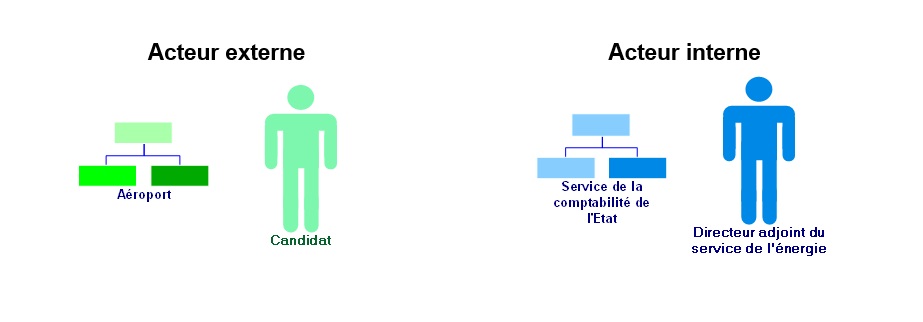 Acteur externe
Acteur interne
Aéroport
Candidat
Service de la
comptabilité de
l'Etat
Directeur adjoint du
service de l'énergie